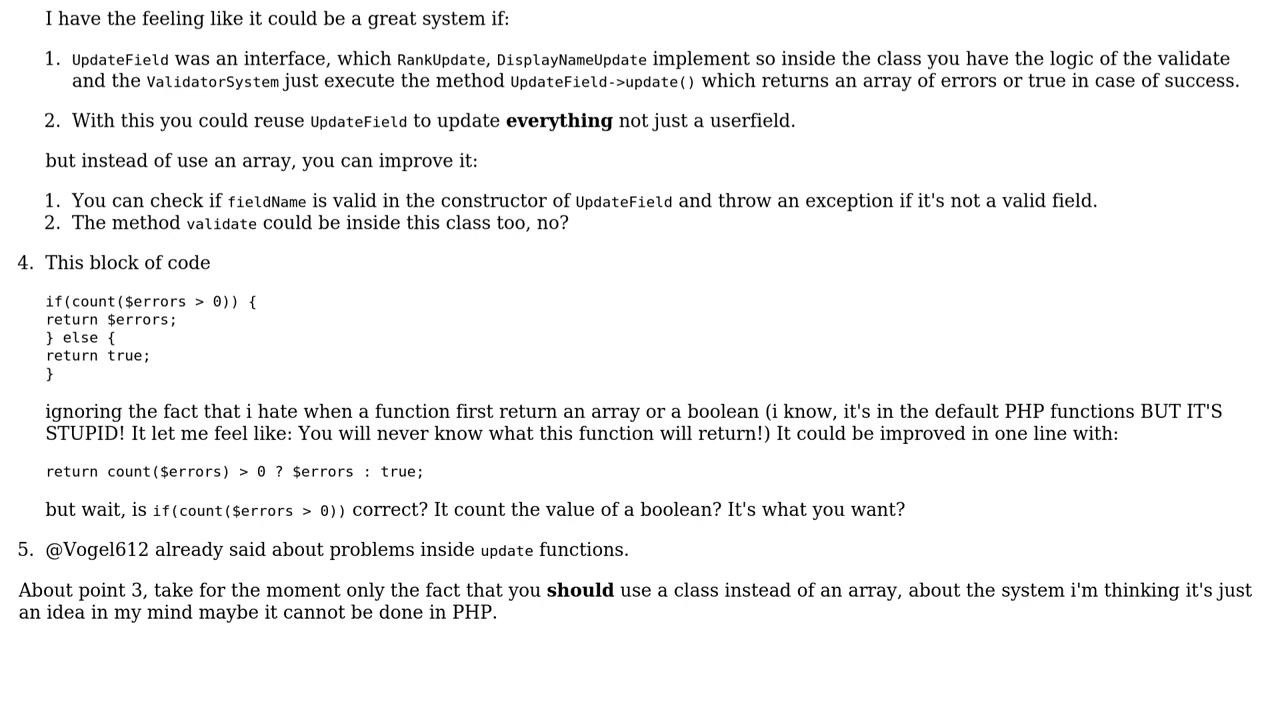 I have the feeling like it could be a great system if:
1. UpdateField was an interface, which RankUpdate, DisplayNameUpdate implement so inside the class you have the logic of the validate
and the ValidatorSystem just execute the method UpdateField->update() which returns an array of errors or true in case of success.
2. With this you could reuse UpdateField to update everything not just a userfield.
but instead of use an array, you can improve it:
1. You can check if fieldName is valid in the constructor of UpdateField and throw an exception if it's not a valid field.
2. The method validate could be inside this class too, no?
4. This block of code
if(count($errors > 0)) {
return $errors;
} else {
return true;
}
ignoring the fact that i hate when a function first return an array or a boolean (i know, it's in the default PHP functions BUT IT'S
STUPID! It let me feel like: You will never know what this function will return!) It could be improved in one line with:
return count($errors) > 0 ? $errors : true;
but wait, is if(count($errors > 0)) correct? It count the value of a boolean? It's what you want?
5. @Vogel612 already said about problems inside update functions.
About point 3, take for the moment only the fact that you should use a class instead of an array, about the system i'm thinking it's just
an idea in my mind maybe it cannot be done in PHP.